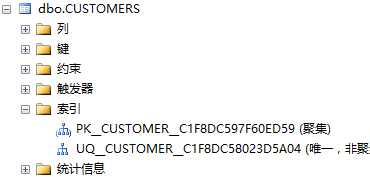 dbo.CUSTOMERS
列
键
约束
触发器
索引
PK__CUSTOMER__C1F8DC597F60ED59 (聚集)
UQ__CUSTOMER__C1F8DC58023D5A04 (唯一，非聚
统计信息